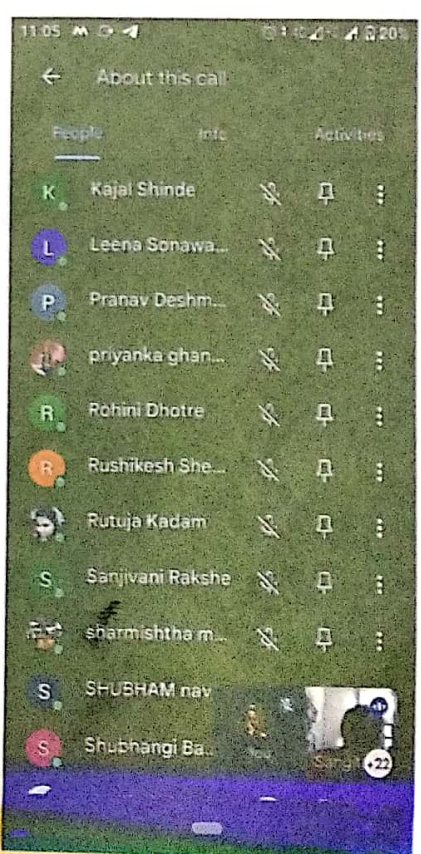 11:05 20%
← About this call
People Info Activities
K Kajal Shinde
L Leena Sonawa...
P Pranav Deshm...
priyanka ghan...
R Rohini Dhotre
R Rushikesh She...
Rutuja Kadam
S Sanjivani Rakshe
sharmishtha m...
S SHUBHAM nav
S Shubhangi Ba..
You
+22